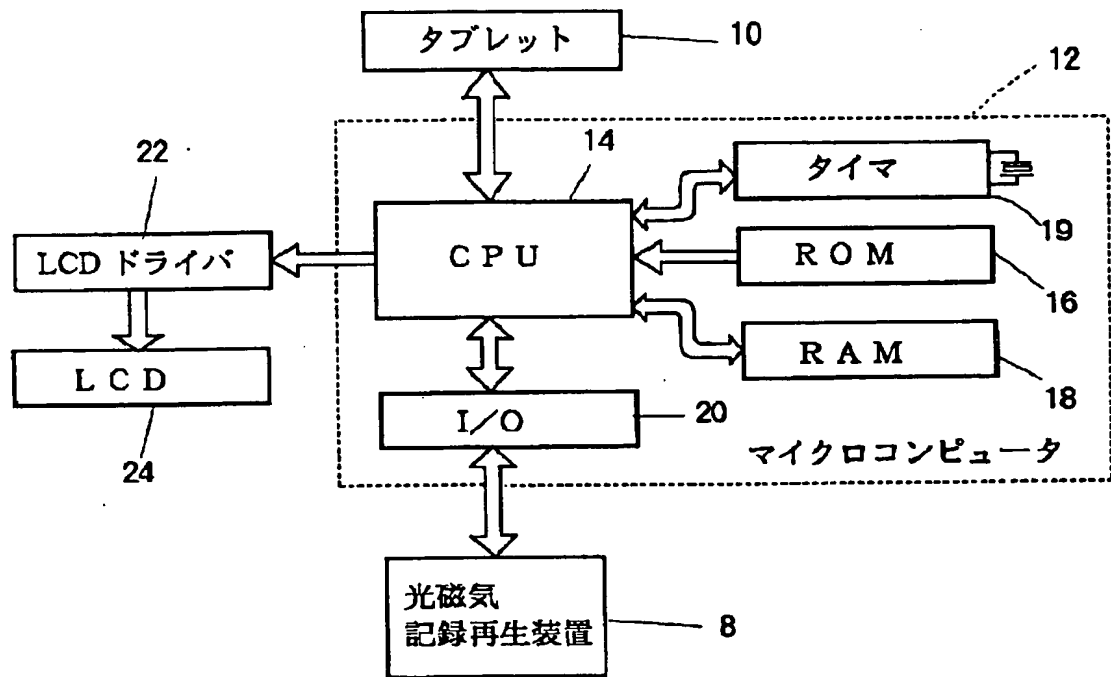 タブレット
10
12
22
14
タイマ
19
LCD ドライバ
CPU
ROM
16
LCD
RAM
18
24
I/O
20
マイクロコンピュータ
光磁気
記録再生装置
8